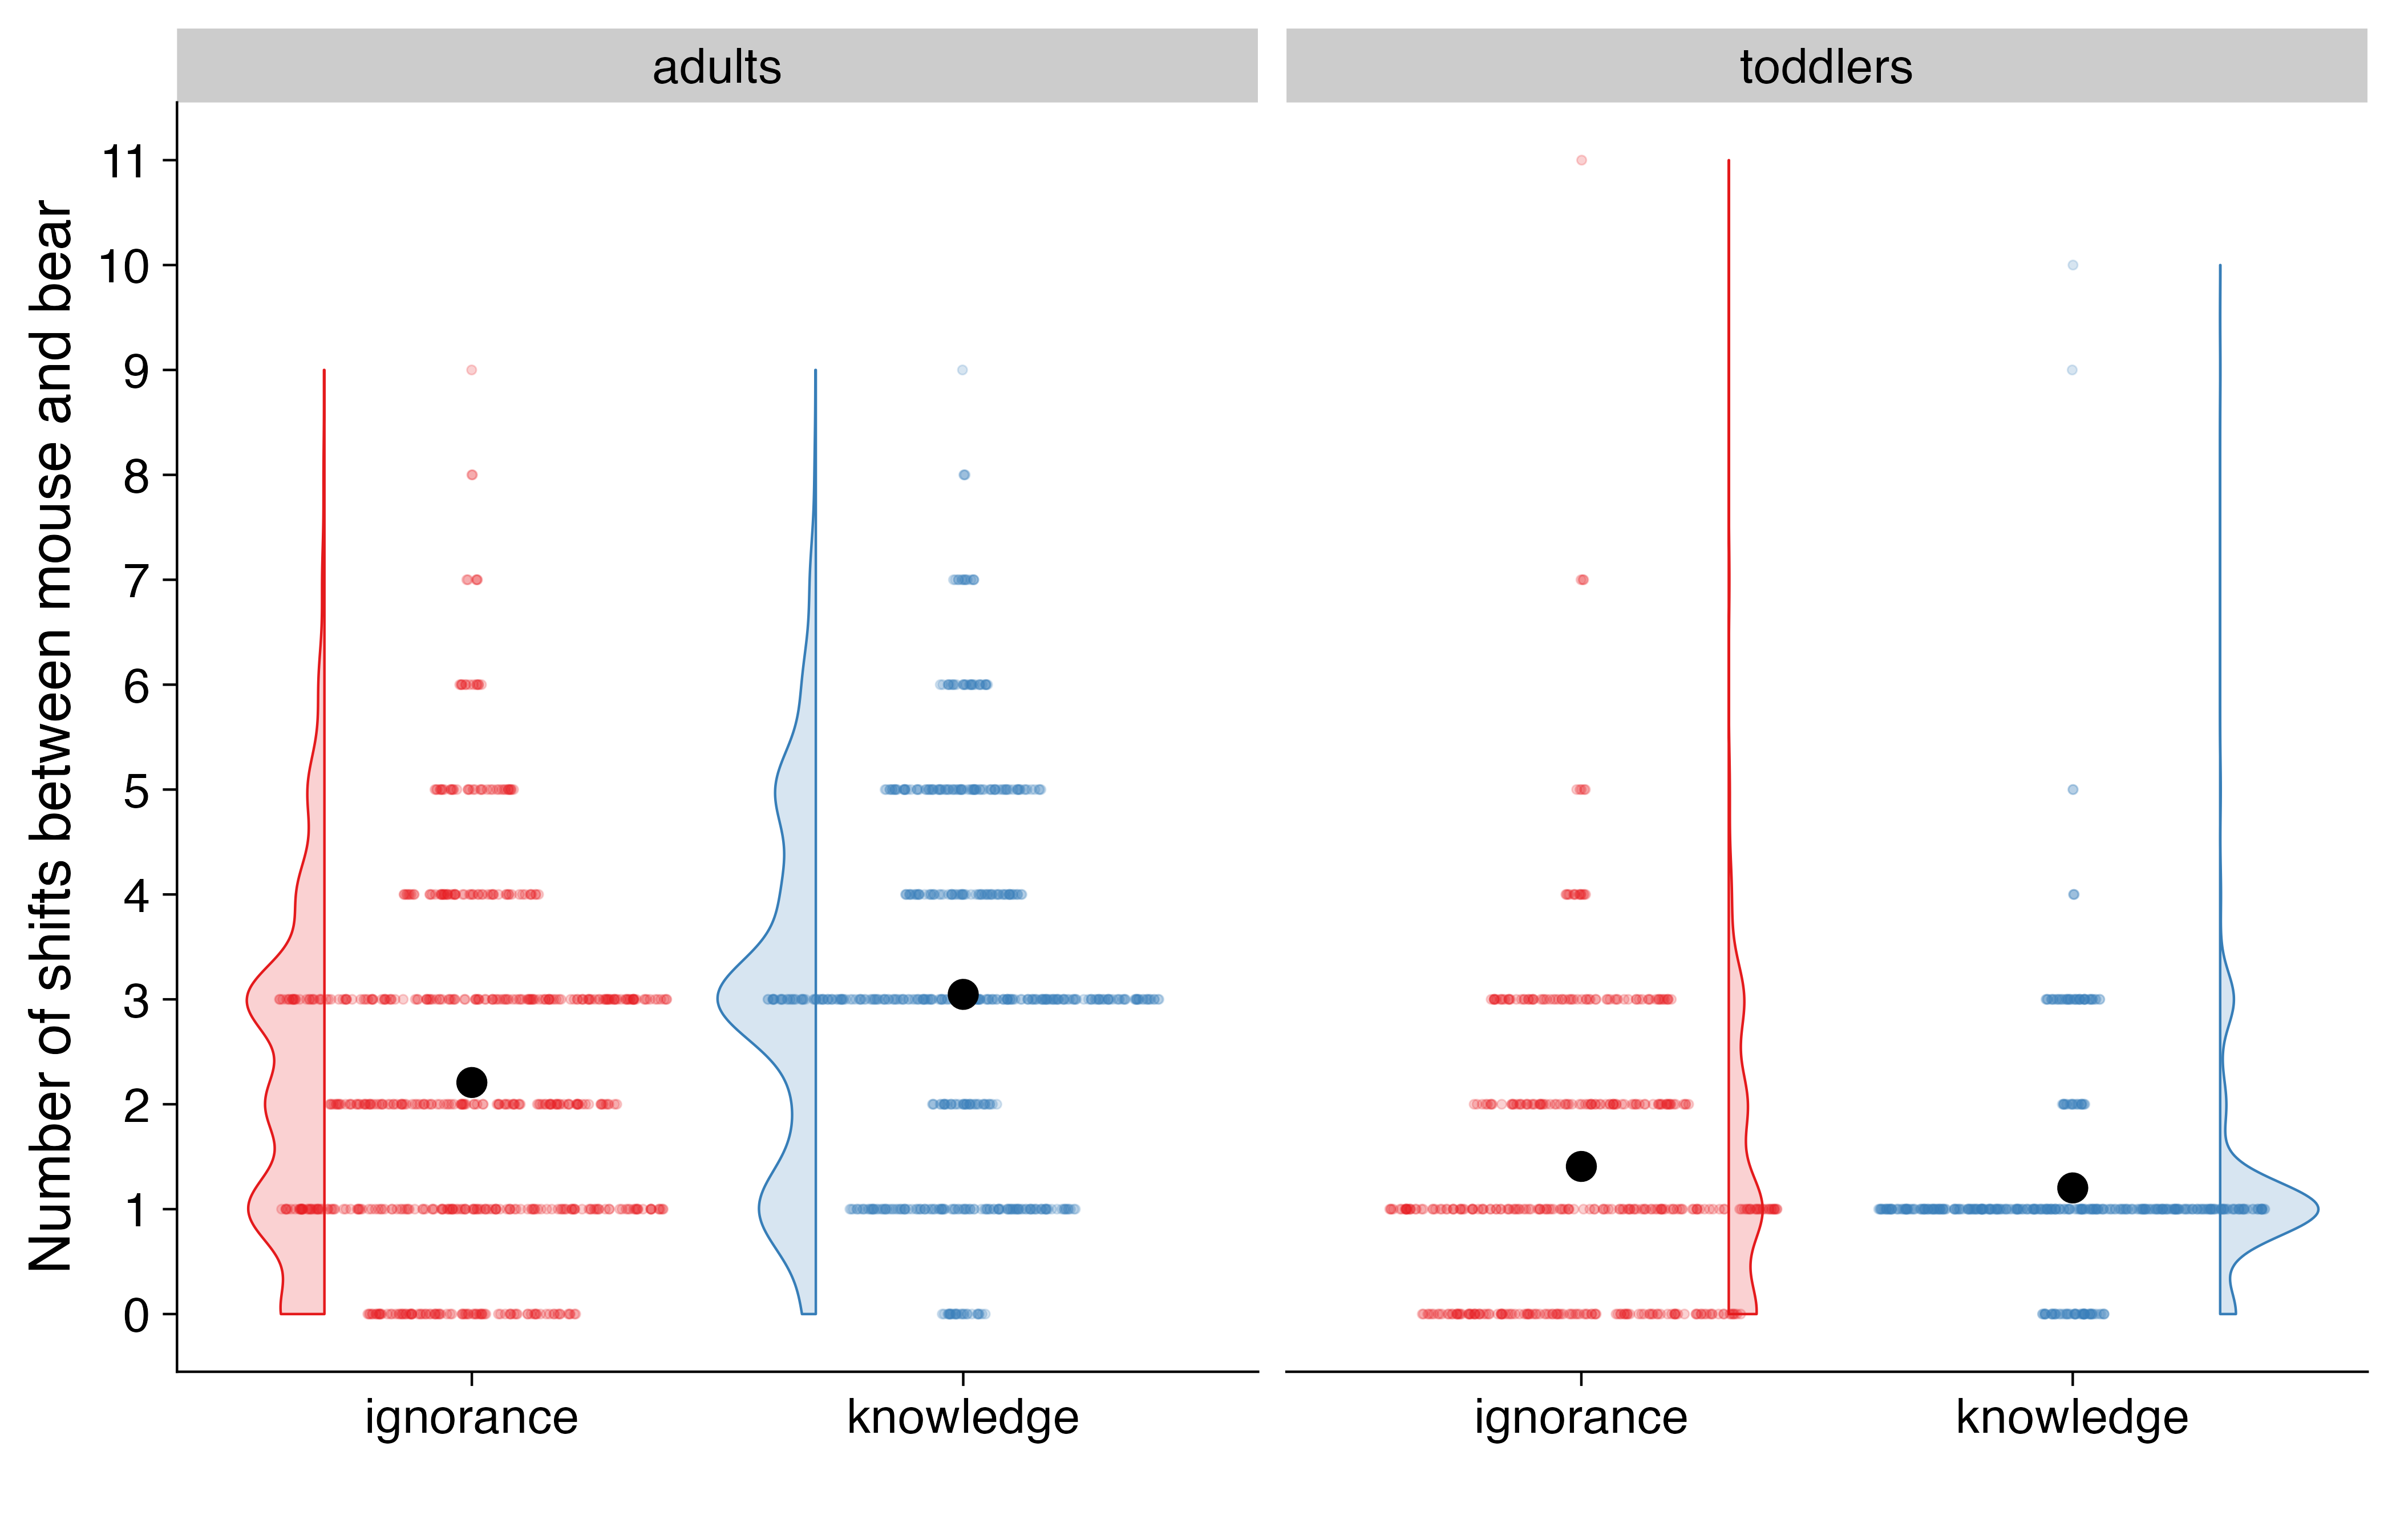 adults
toddlers
Number of shifts between mouse and bear
11
10
9
8
7
6
5
4
3
2
1
0
ignorance
knowledge
ignorance
knowledge